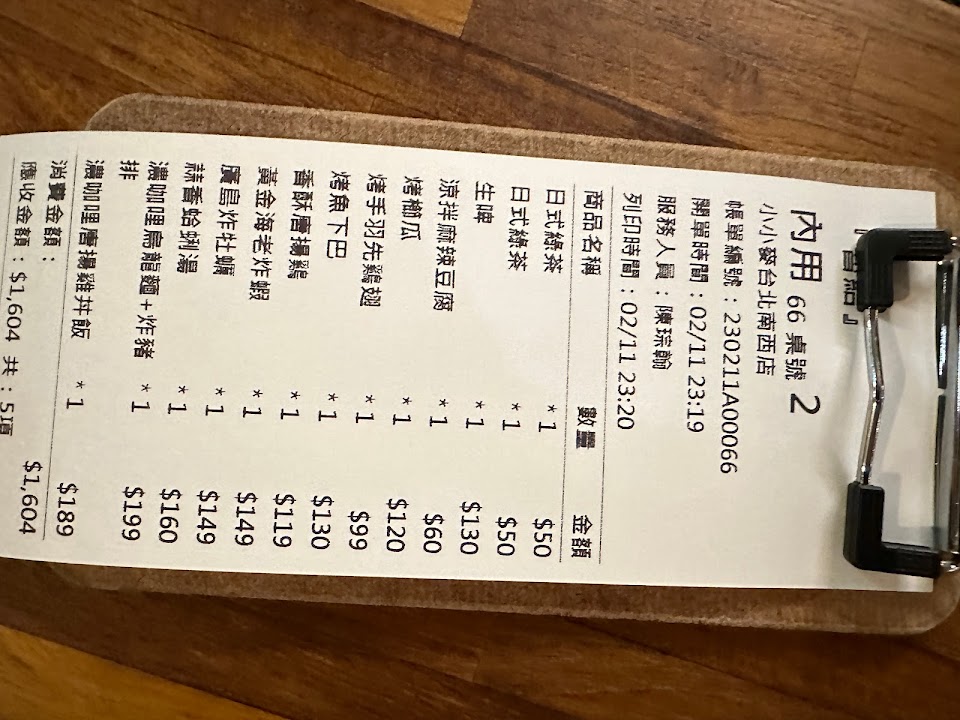 內用 66 桌號 2
小小麥台北南西店
帳單編號：230211A00066
開單時間：02/11 23:19
服務人員：陳琮翰
列印時間：02/11 23:20
商品名稱 數量 金額
日式綠茶 *1 $50
日式綠茶 *1 $50
生啤 *1 $130
涼拌麻辣豆腐 *1 $60
烤櫛瓜 *1 $120
烤手羽先雞翅 *1 $99
烤魚下巴 *1 $130
香酥唐揚雞 *1 $119
黃金海老炸蝦 *1 $149
廣島炸牡蠣 *1 $149
蒜香蛤蜊湯 *1 $160
濃咖哩烏龍麵+炸豬 *1 $199
排
濃咖哩唐揚雞丼飯 *1 $189
消費金額： $1,604
應收金額：$1,604 共：